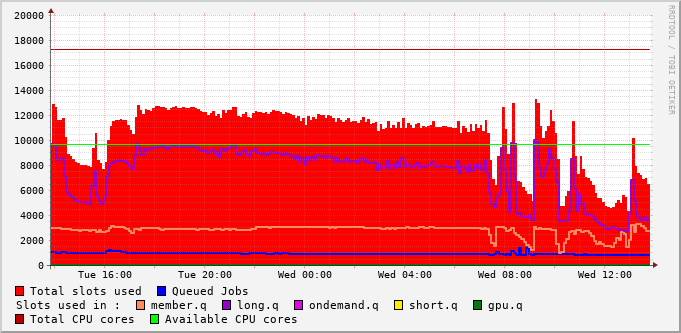 20000
18000
16000
14000
12000
10000
8000
6000
4000
2000
0
Tue 16:00 Tue 20:00 Wed 00:00 Wed 04:00 Wed 08:00 Wed 12:00
Total slots used Queued Jobs
Slots used in : member.q long.q ondemand.q short.q gpu.q
Total CPU cores Available CPU cores
RRDTOOL / TOBI OETIKER